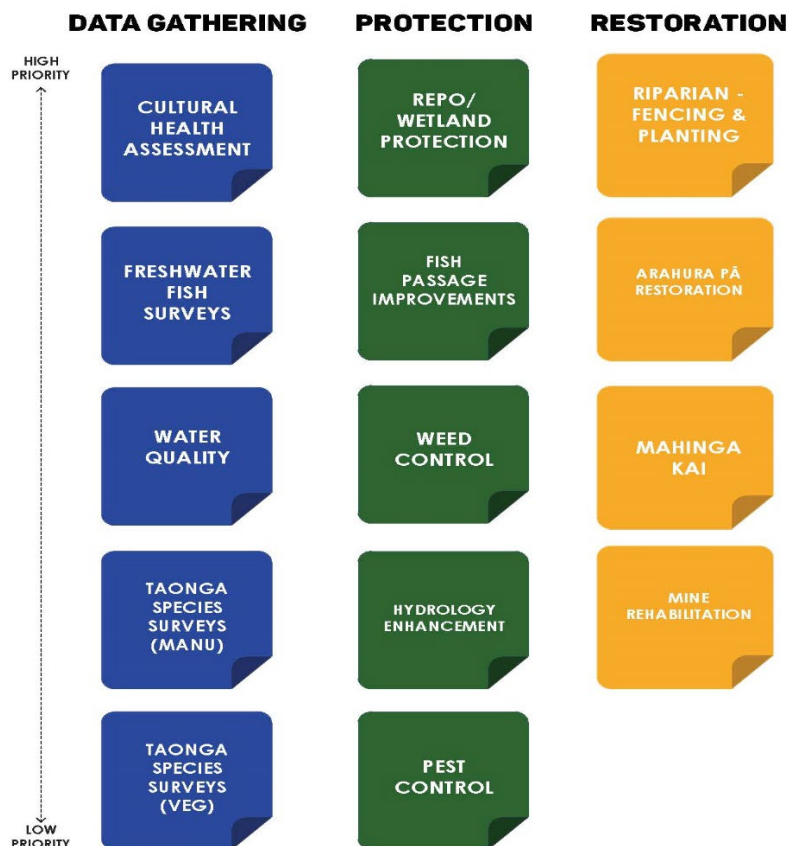 DATA GATHERING
PROTECTION
RESTORATION
HIGH
PRIORITY
CULTURAL
HEALTH
ASSESSMENT
REPO/
WETLAND
PROTECTION
RIPARIAN -
FENCING &
PLANTING
FRESHWATER
FISH
SURVEYS
FISH
PASSAGE
IMPROVEMENTS
ARAHURA PĀ
RESTORATION
WATER
QUALITY
WEED
CONTROL
MAHINGA
KAI
TAONGA
SPECIES
SURVEYS
(MANU)
HYDROLOGY
ENHANCEMENT
MINE
REHABILITATION
TAONGA
SPECIES
SURVEYS
(VEG)
PEST
CONTROL
LOW
PRIORITY